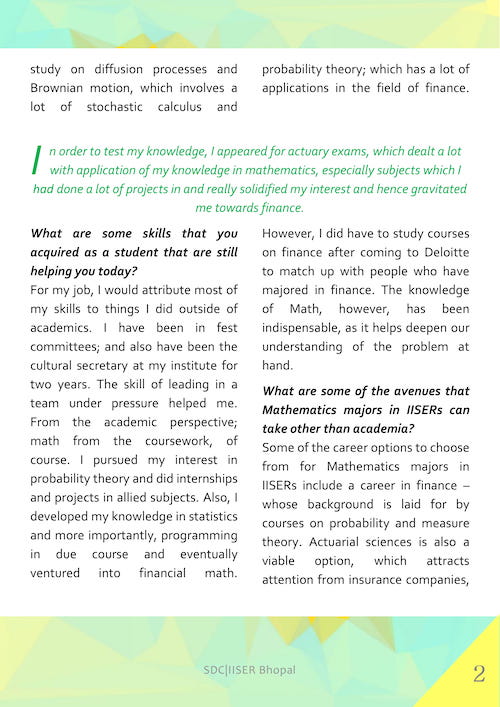 study on diffusion processes and
Brownian motion, which involves a
lot of stochastic calculus and
probability theory; which has a lot of
applications in the field of finance.
In order to test my knowledge, I appeared for actuary exams, which dealt a lot
with application of my knowledge in mathematics, especially subjects which I
had done a lot of projects in and really solidified my interest and hence gravitated
me towards finance.
What are some skills that you
acquired as a student that are still
helping you today?
For my job, I would attribute most of
my skills to things I did outside of
academics. I have been in fest
committees; and also have been the
cultural secretary at my institute for
two years. The skill of leading in a
team under pressure helped me.
From the academic perspective;
math from the coursework, of
course. I pursued my interest in
probability theory and did internships
and projects in allied subjects. Also, I
developed my knowledge in statistics
and more importantly, programming
in due course and eventually
ventured into financial math.
However, I did have to study courses
on finance after coming to Deloitte
to match up with people who have
majored in finance. The knowledge
of Math, however, has been
indispensable, as it helps deepen our
understanding of the problem at
hand.
What are some of the avenues that
Mathematics majors in IISERs can
take other than academia?
Some of the career options to choose
from for Mathematics majors in
IISERs include a career in finance –
whose background is laid for by
courses on probability and measure
theory. Actuarial sciences is also a
viable option, which attracts
attention from insurance companies,
SDC|IISER Bhopal
2